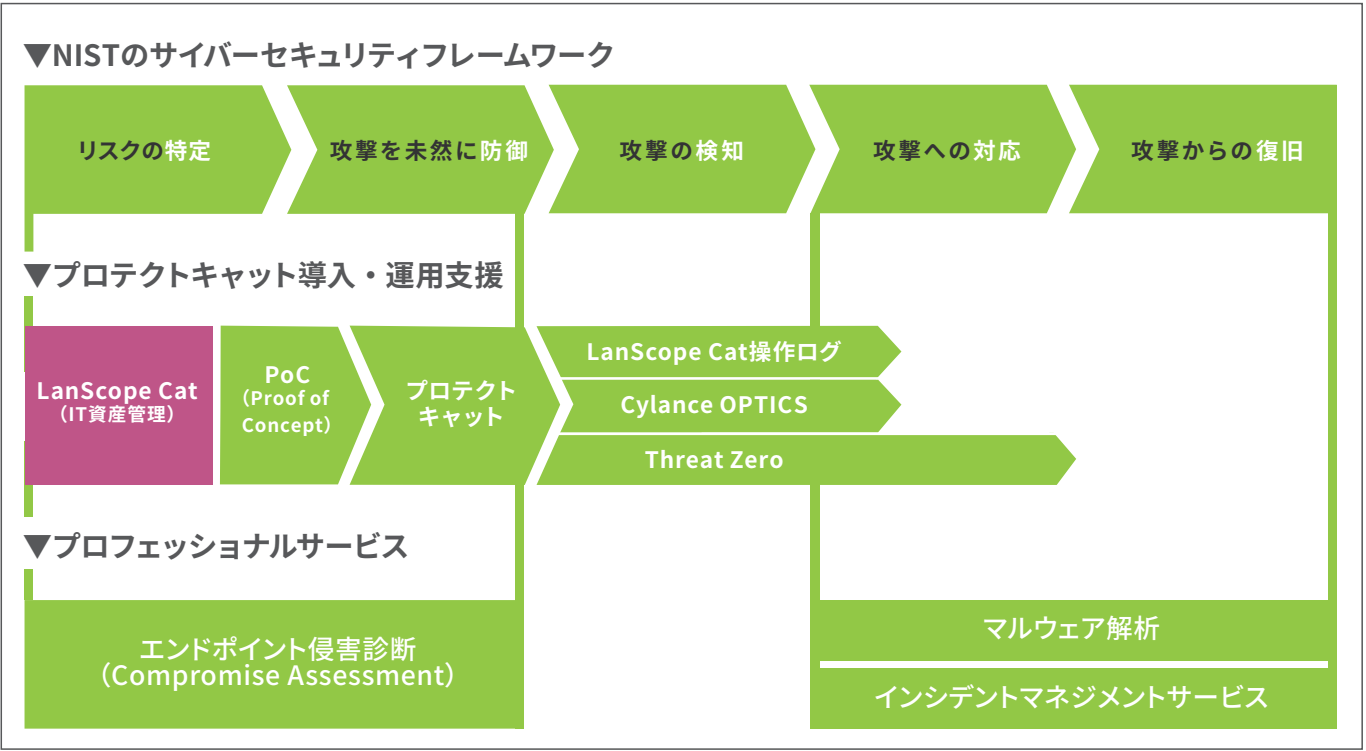 ▼NISTのサイバーセキュリティフレームワーク
リスクの特定
攻撃を未然に防御
攻撃の検知
攻撃への対応
攻撃からの復旧
▼プロテクトキャット導入・運用支援
LanScope Cat
（IT資産管理）
PoC
（Proof of
Concept）
プロテクト
キャット
LanScope Cat操作ログ
Cylance OPTICS
Threat Zero
▼プロフェッショナルサービス
エンドポイント侵害診断
（Compromise Assessment）
マルウェア解析
インシデントマネジメントサービス